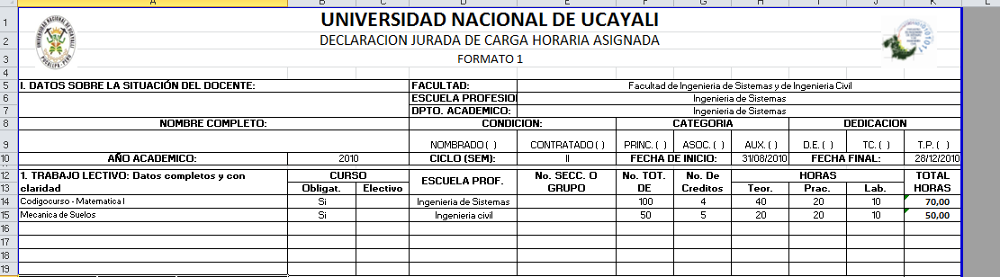 A B C D E F G H I J K L
1 UNIVERSIDAD NACIONAL DE UCAYALI
2 DECLARACION JURADA DE CARGA HORARIA ASIGNADA
3 FORMATO 1
4
5 I. DATOS SOBRE LA SITUACIÓN DEL DOCENTE: FACULTAD: Facultad de Ingenieria de Sistemas y de Ingenieria Civil
6 ESCUELA PROFESIO Ingenieria de Sistemas
7 DPTO. ACADEMICO: Ingenieria de Sistemas
8 NOMBRE COMPLETO: CONDICION: CATEGORIA DEDICACION
9 NOMBRADO ( ) CONTRATADO ( ) PRINC. ( ) ASOC. ( ) AUX. ( ) D.E. ( ) TC. ( ) T.P. ( )
10 AÑO ACADEMICO: 2010 CICLO (SEM): II FECHA DE INICIO: 31/08/2010 FECHA FINAL: 28/12/2010
12 1. TRABAJO LECTIVO: Datos completos y con CURSO ESCUELA PROF. No. SECC. O No. TOT. No. De HORAS TOTAL
13 claridad Obligat. Electivo GRUPO DE Creditos Teor. Prac. Lab. HORAS
14 Codigocurso - Matematica I Si Ingenieria de Sistemas 100 4 40 20 10 70,00
15 Mecanica de Suelos Si Ingenieria civil 50 5 20 20 10 50,00
16
17
18
19